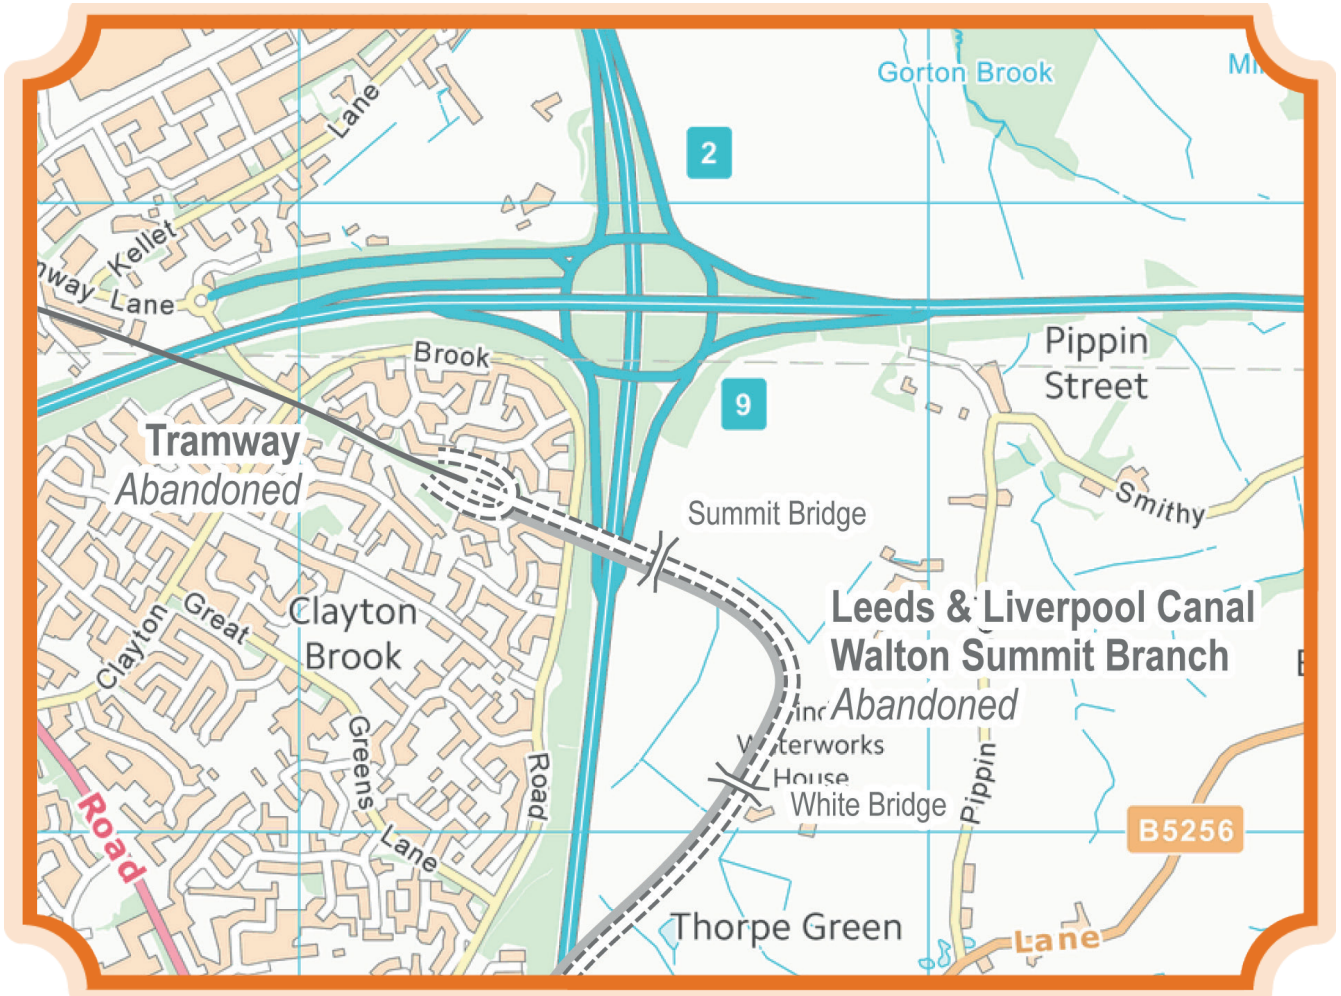 Gorton Brook
Lane
2
Kellet
Lane
Brook
Pippin
Street
9
Tramway
Abandoned
Smithy
Summit Bridge
Clayton
Great
Clayton
Brook
Leeds & Liverpool Canal
Walton Summit Branch
Abandoned
Greens
Road
House
White Bridge
Pippin
Road
Lane
B5256
Thorpe Green
Lane